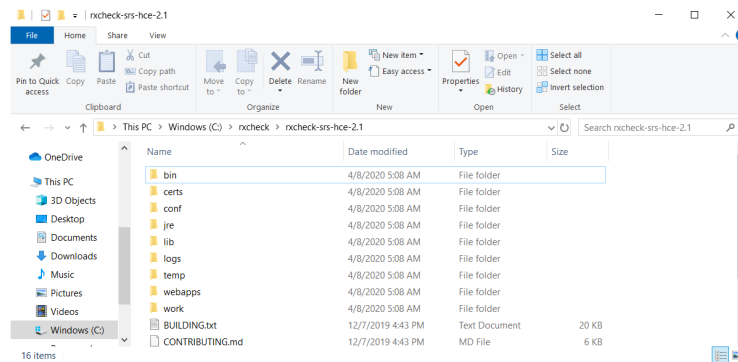 rxcheck-srs-hce-2.1
File Home Share View
Pin to Quick access
Copy
Paste
Cut
Copy path
Paste shortcut
Clipboard
Move to
Copy to
Delete
Rename
Organize
New folder
New item
Easy access
New
Properties
Open
Edit
History
Open
Select all
Select none
Invert selection
Select
This PC > Windows (C:) > rxcheck > rxcheck-srs-hce-2.1
Search rxcheck-srs-hce-2.1
OneDrive
This PC
3D Objects
Desktop
Documents
Downloads
Music
Pictures
Videos
Windows (C:)
Name Date modified Type Size
bin 4/8/2020 5:08 AM File folder
certs 4/8/2020 5:08 AM File folder
conf 4/8/2020 5:08 AM File folder
jre 4/8/2020 5:08 AM File folder
lib 4/8/2020 5:08 AM File folder
logs 4/8/2020 5:08 AM File folder
temp 4/8/2020 5:08 AM File folder
webapps 4/8/2020 5:08 AM File folder
work 4/8/2020 5:08 AM File folder
BUILDING.txt 12/7/2019 4:43 PM Text Document 20 KB
CONTRIBUTING.md 12/7/2019 4:43 PM MD File 6 KB
16 items